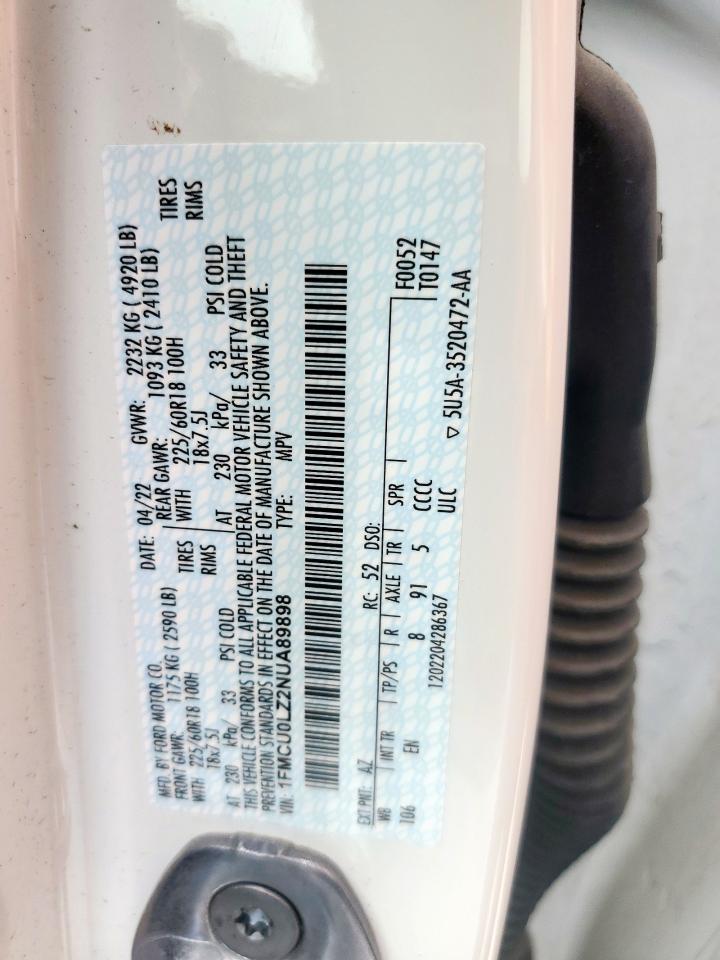 MFD. BY FORD MOTOR CO.
DATE: 04/22 GVWR: 2232 KG ( 4920 LB)
FRONT GAWR: 1175 KG ( 2590 LB)
REAR GAWR: 1093 KG ( 2410 LB)
WITH 225/60R18 100H TIRES
WITH 225/60R18 100H TIRES
18x7.5J RIMS
18x7.5J RIMS
AT 230 kPa/ 33 PSI COLD
AT 230 kPa/ 33 PSI COLD
THIS VEHICLE CONFORMS TO ALL APPLICABLE FEDERAL MOTOR VEHICLE SAFETY AND THEFT
PREVENTION STANDARDS IN EFFECT ON THE DATE OF MANUFACTURE SHOWN ABOVE.
VIN: 1FMCU0LZ2NUA89898 TYPE: MPV
EXT PNT: AZ RC: 52 DSO: F0052
WB INT TR TP/PS R AXLE TR SPR T0147
106 EN 8 91 5 CCCC
1202204286367 ULC ▽ 5U5A-3520472-AA